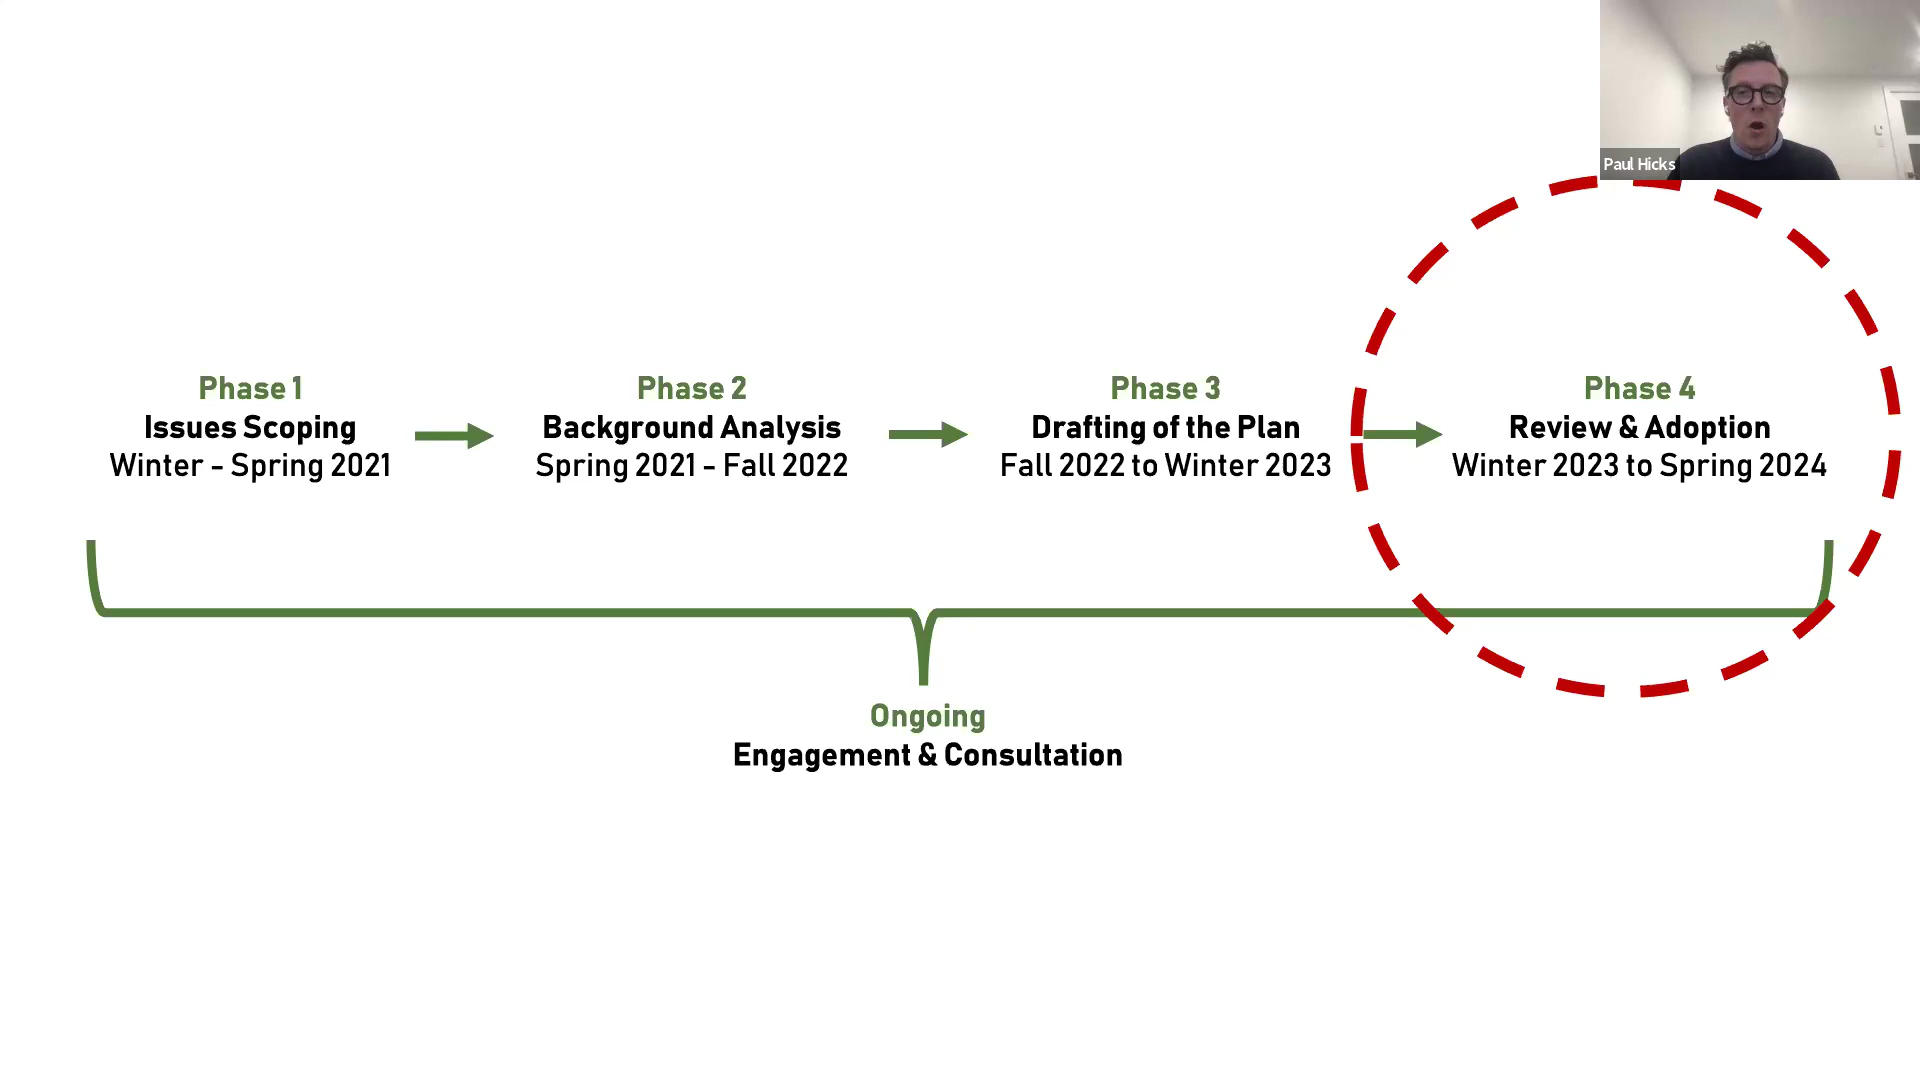 Paul Hicks
Phase 1
Issues Scoping
Winter - Spring 2021
Phase 2
Background Analysis
Spring 2021 - Fall 2022
Phase 3
Drafting of the Plan
Fall 2022 to Winter 2023
Phase 4
Review & Adoption
Winter 2023 to Spring 2024
Ongoing
Engagement & Consultation